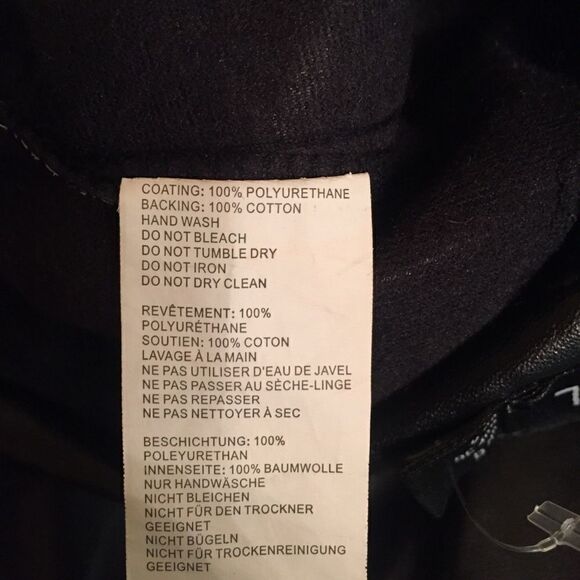 COATING: 100% POLYURETHANE
BACKING: 100% COTTON
HAND WASH
DO NOT BLEACH
DO NOT TUMBLE DRY
DO NOT IRON
DO NOT DRY CLEAN
REVÊTEMENT: 100%
POLYURÉTHANE
SOUTIEN: 100% COTON
LAVAGE À LA MAIN
NE PAS UTILISER D'EAU DE JAVEL
NE PAS PASSER AU SÈCHE-LINGE
NE PAS REPASSER
NE PAS NETTOYER À SEC
BESCHICHTUNG: 100%
POLEYURETHAN
INNENSEITE: 100% BAUMWOLLE
NUR HANDWÄSCHE
NICHT BLEICHEN
NICHT FÜR DEN TROCKNER
GEEIGNET
NICHT BÜGELN
NICHT FÜR TROCKENREINIGUNG
GEEIGNET